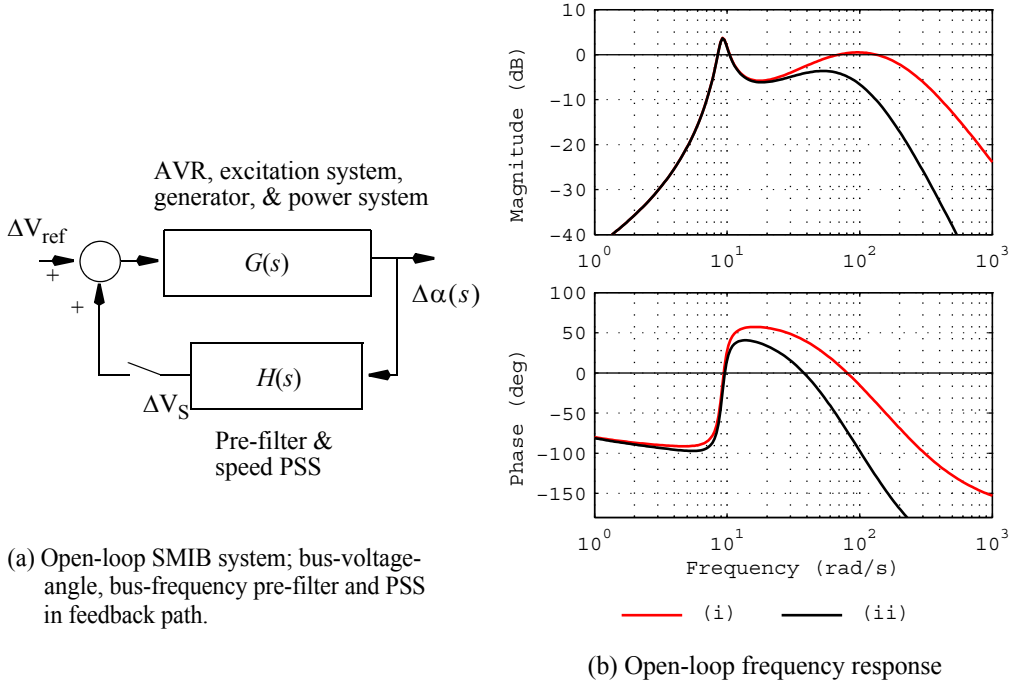 AVR, excitation system,
generator, & power system
ΔV_ref
+
+
G(s)
Δα(s)
H(s)
ΔV_S
Pre-filter &
speed PSS
(a) Open-loop SMIB system; bus-voltage-
angle, bus-frequency pre-filter and PSS
in feedback path.
Magnitude (dB)
10
0
-10
-20
-30
-40
10^0 10^1 10^2 10^3
Phase (deg)
100
50
0
-50
-100
-150
10^0 10^1 10^2 10^3
Frequency (rad/s)
(i) (ii)
(b) Open-loop frequency response